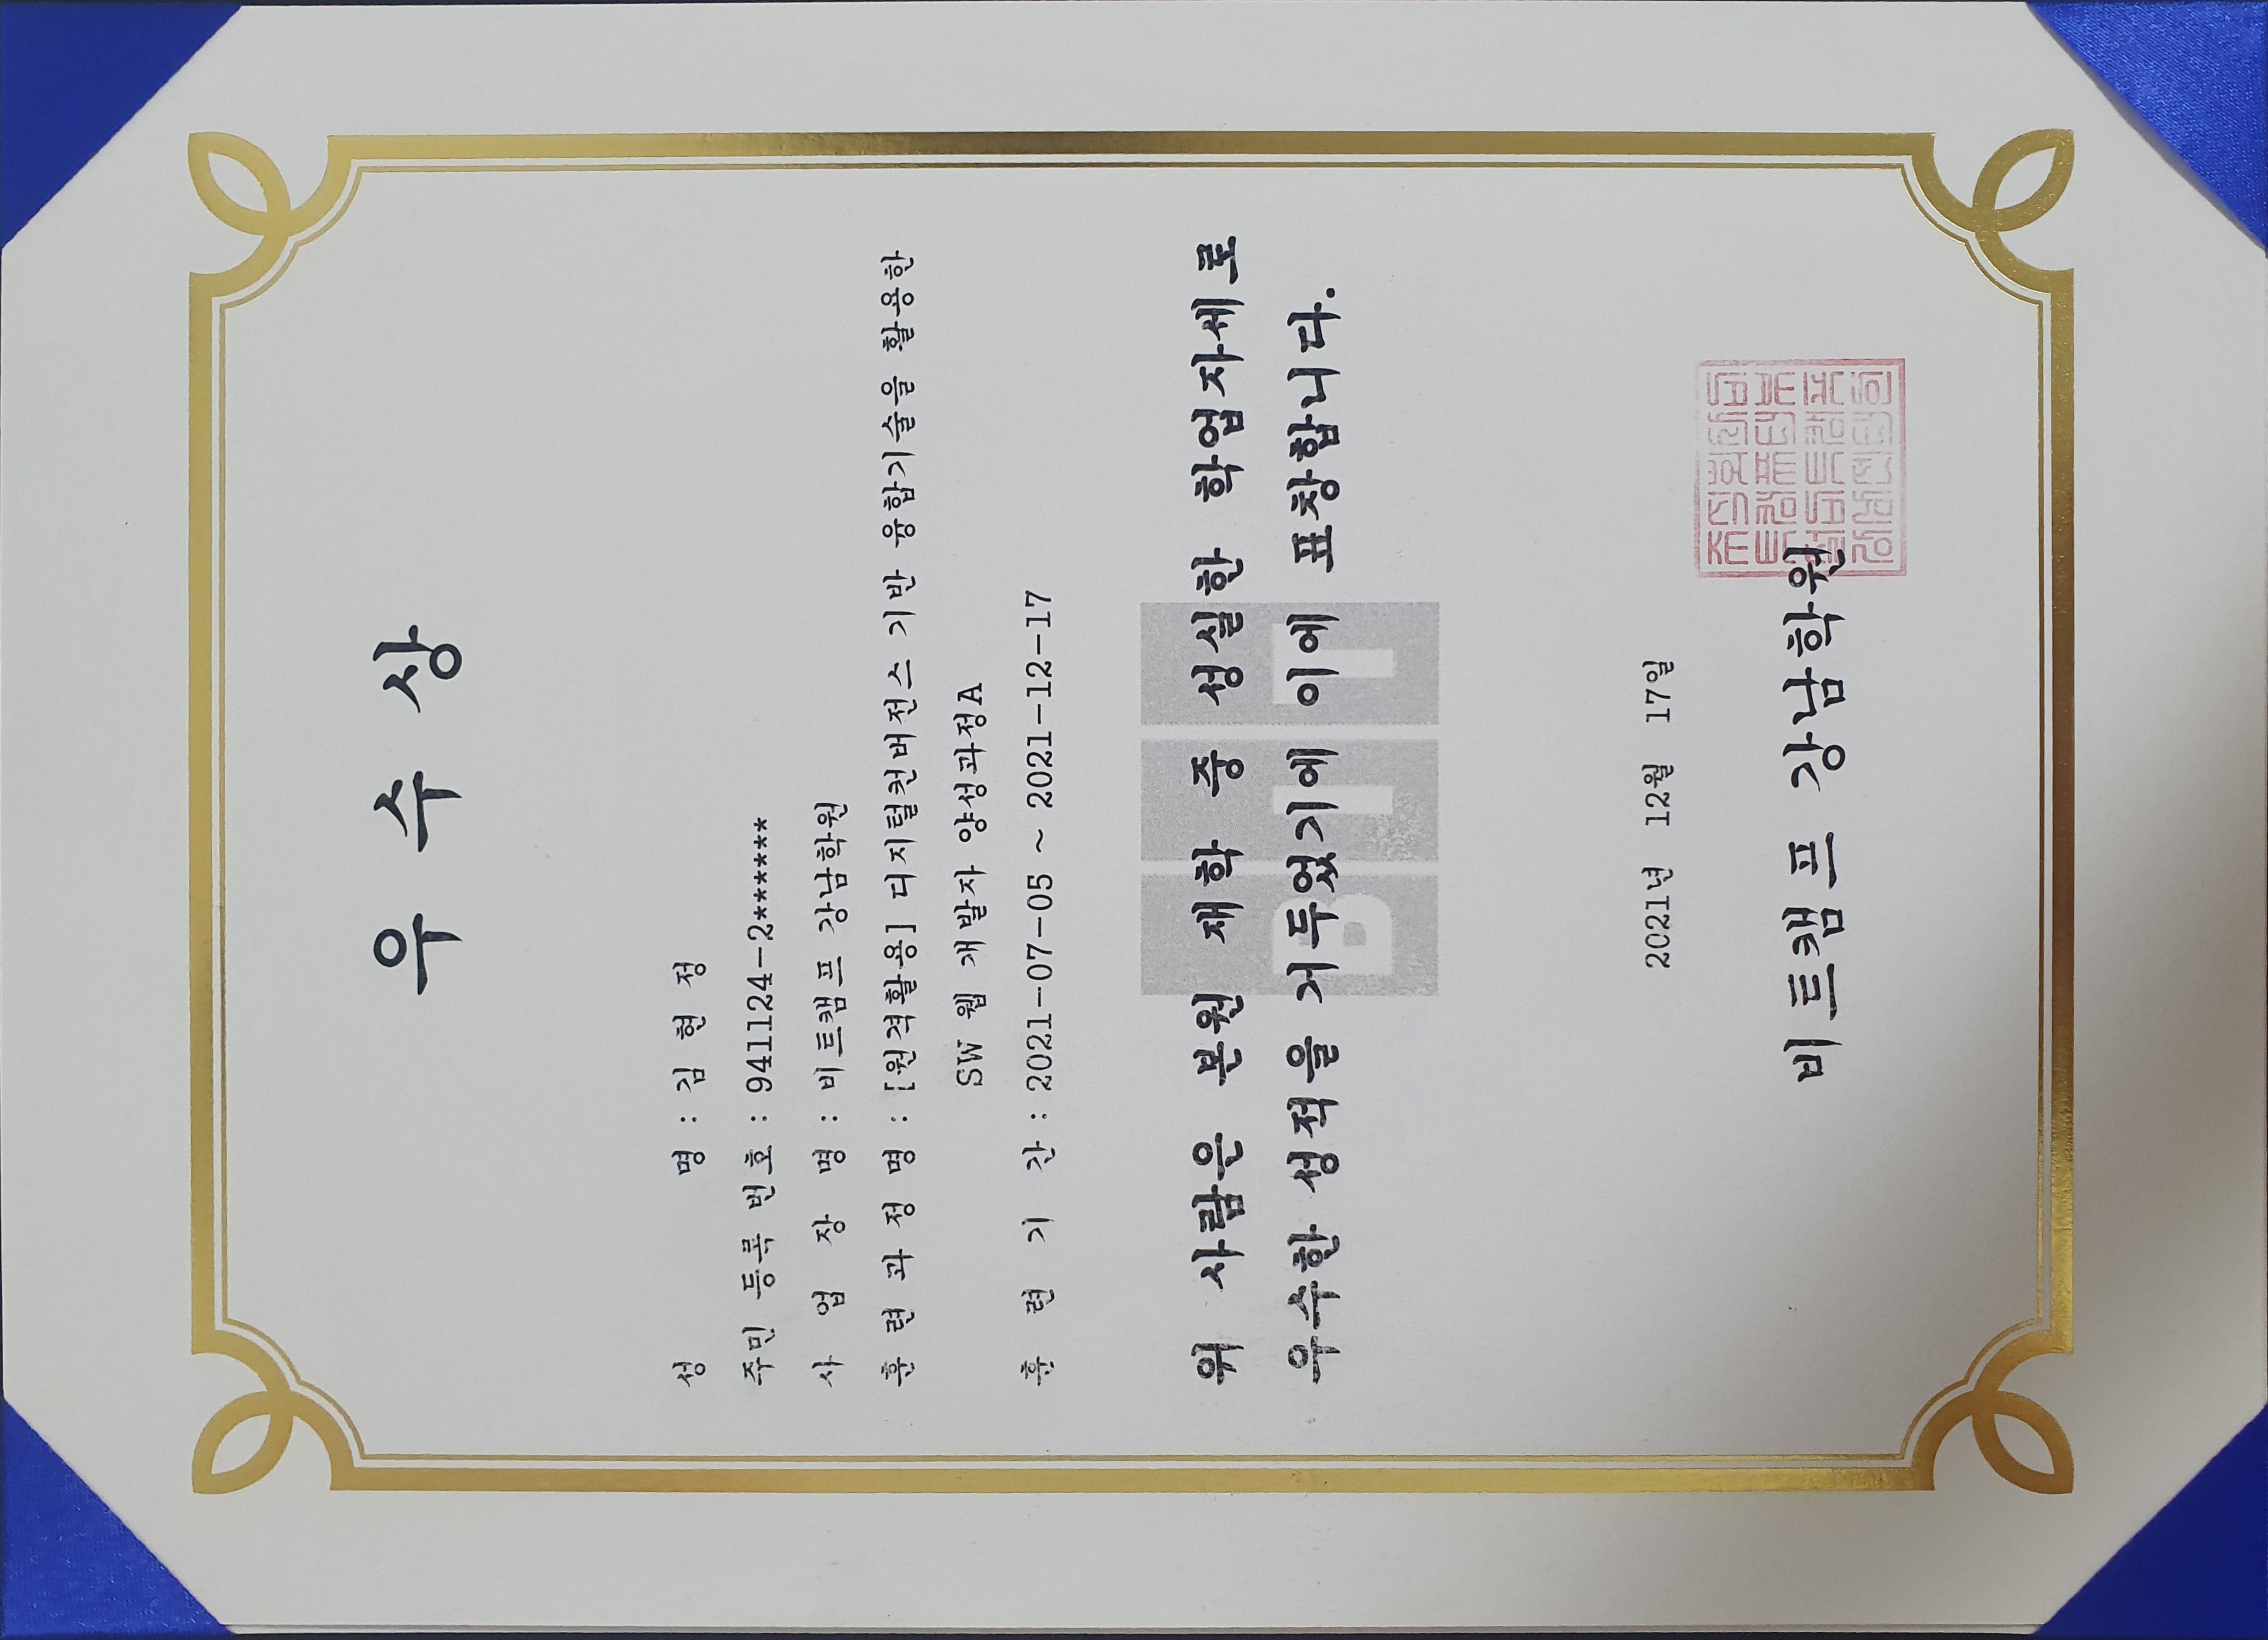 우 수 상
성 명 : 김 현 정
주민 등록 번호 : 941124-2******
사 업 장 명 : 비트캠프 강남학원
훈 련 과 정 명 : [원격활용] 디지털컨버전스 기반 융합기술을 활용한
SW 웹 개발자 양성과정A
훈 련 기 간 : 2021-07-05 ~ 2021-12-17
위 사람은 본원 재학 중 성실한 학업자세로
우수한 성적을 거두었기에 이에 표창합니다.
BIT
2021년 12월 17일
비트캠프 강남학원